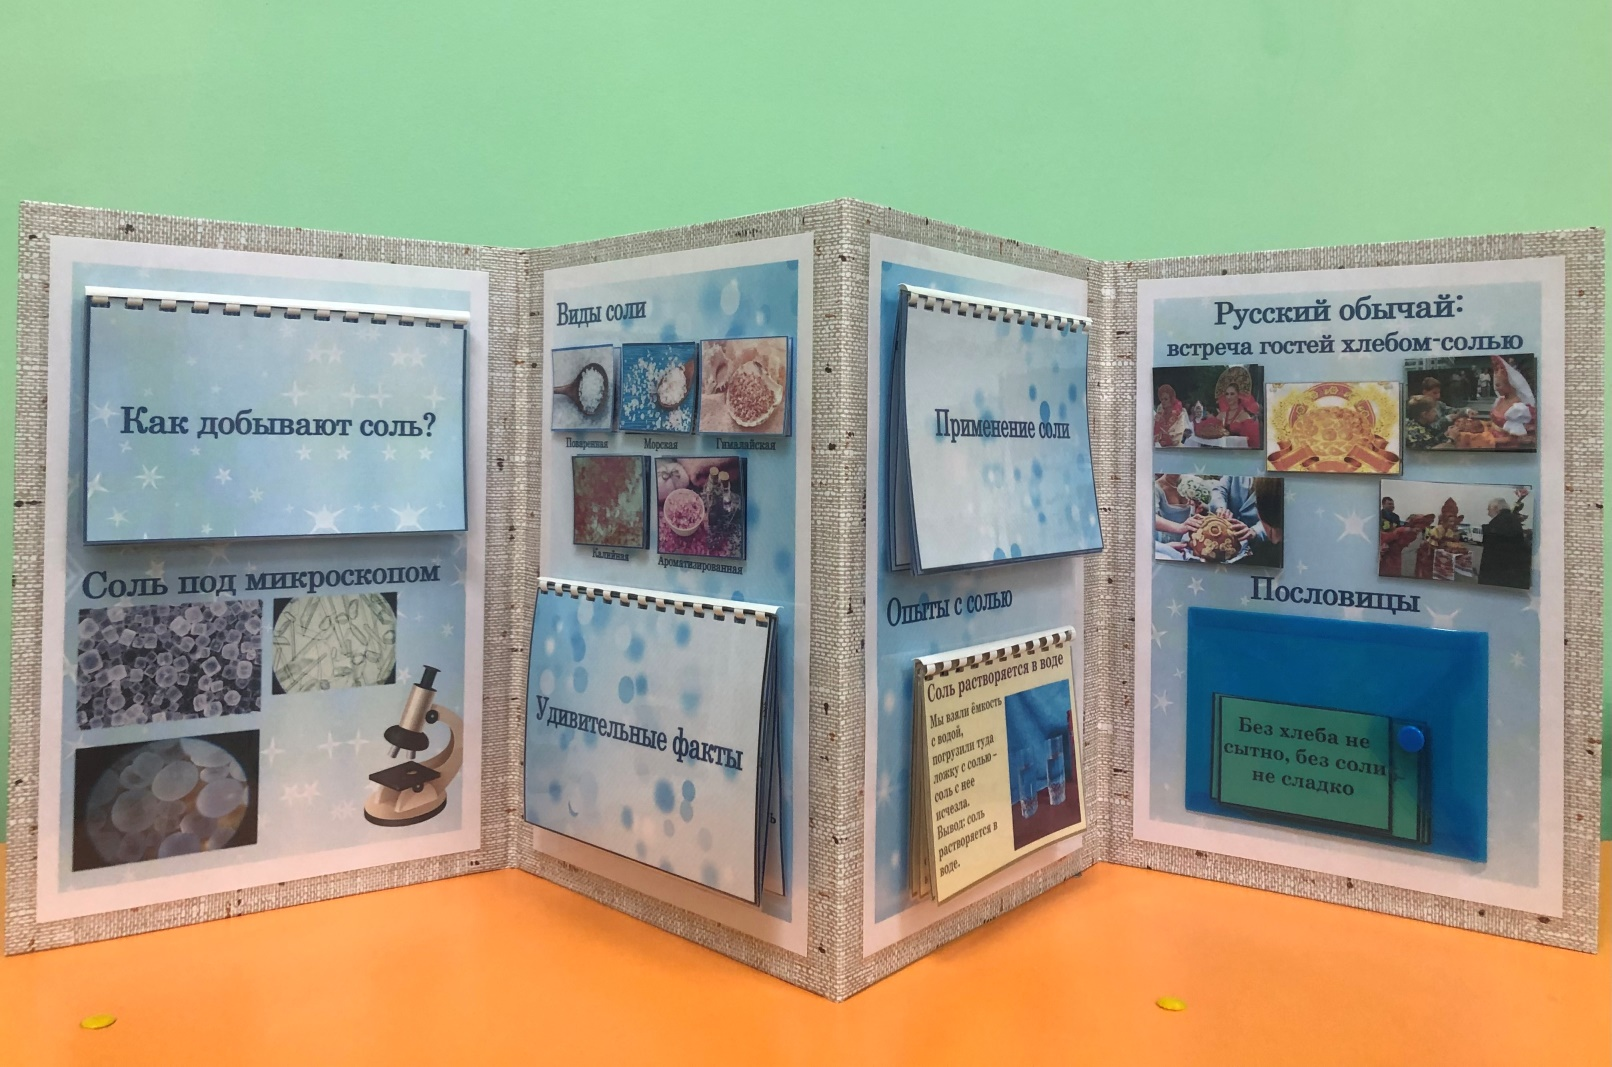 Как добывают соль?
Соль под микроскопом
Виды соли
Поваренная
Морская
Гималайская
Калийная
Ароматизированная
Удивительные факты
Применение соли
Опыты с солью
Соль растворяется в воде
Мы взяли ёмкость
с водой,
погрузили туда
ложку с солью –
соль с нее
исчезла.
Вывод: соль
растворяется в
воде.
Русский обычай:
встреча гостей хлебом-солью
Пословицы
Без хлеба не
сытно, без соли
не сладко